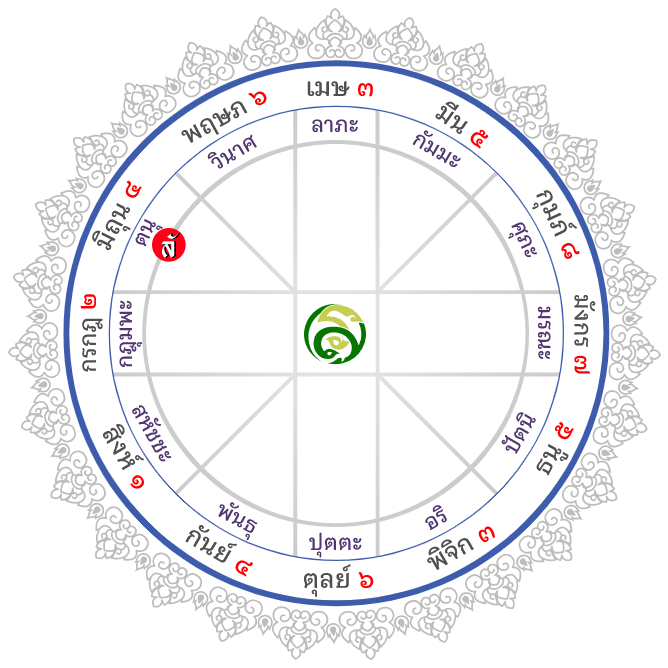 เมษ ๓
พฤษภ ๖
มิถุน ๔
กรกฎ ๒
สิงห์ ๑
กันย์ ๔
ตุลย์ ๖
พิจิก ๓
ธนู ๕
มังกร ๗
กุมภ์ ๘
มีน ๕
ลาภะ
วินาศ
ตนุ
ลั
กฎุมพะ
สหัชชะ
พันธุ
ปุตตะ
อริ
ปัตนิ
มรณะ
ศุภะ
กัมมะ